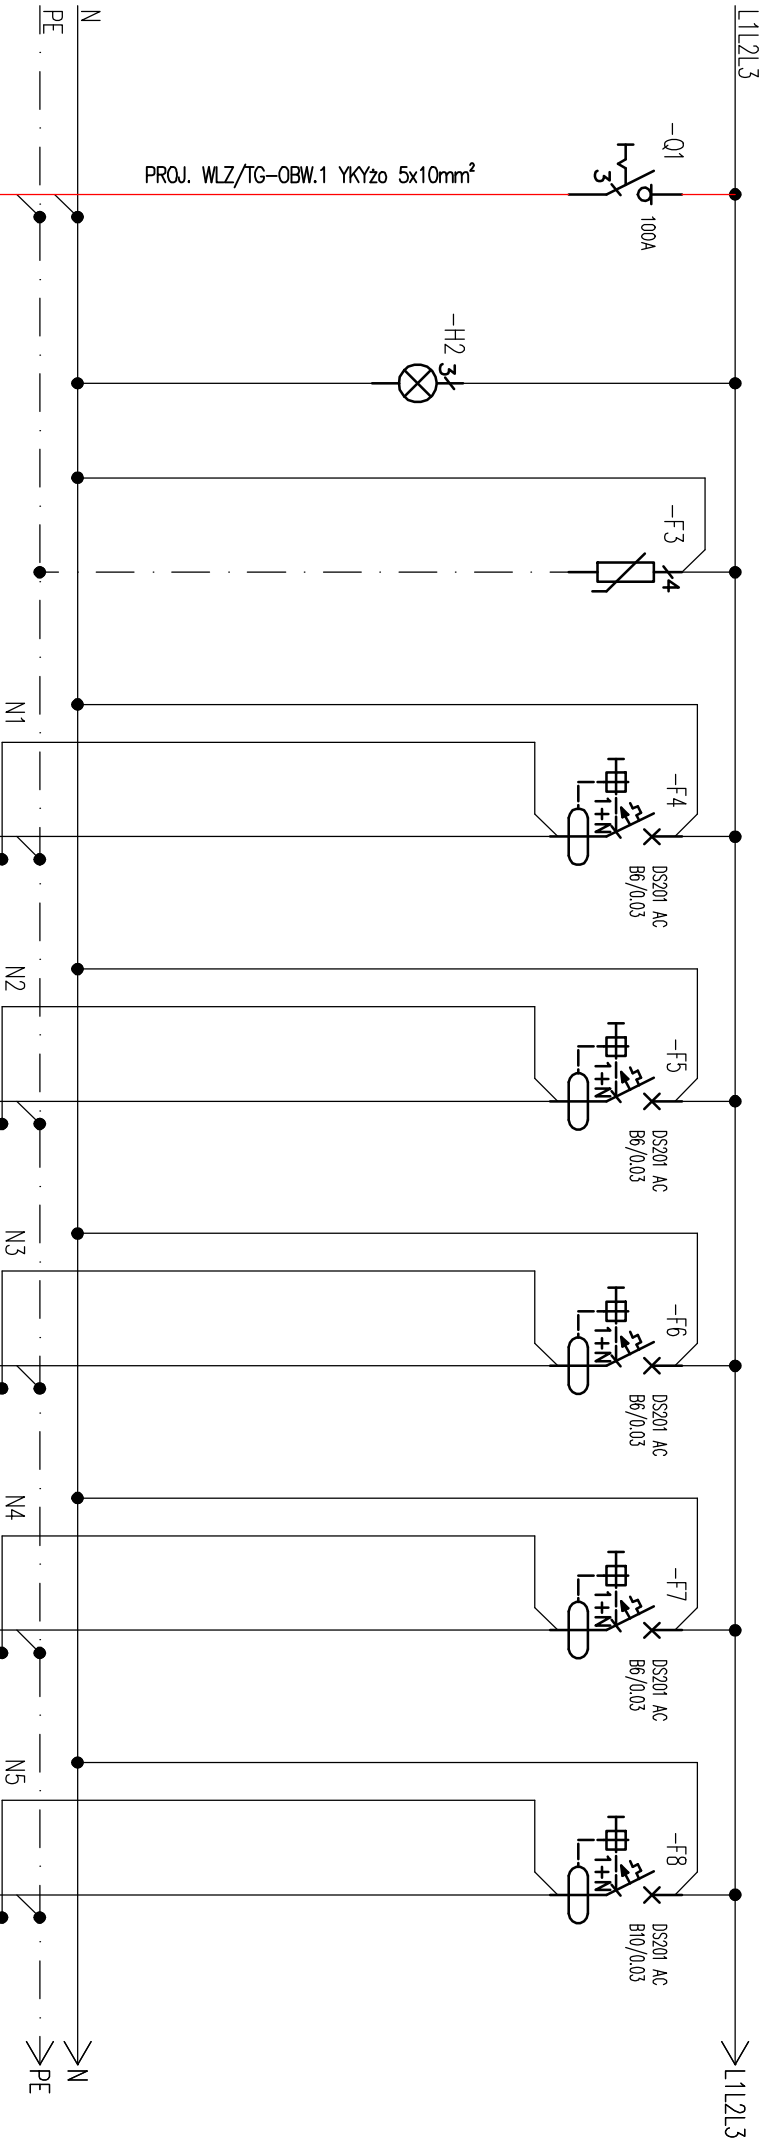 L1L2L3
N
PE
-Q1
3
100A
PROJ. WLZ/TG-OBW.1 YKYżo 5x10mm²
-H2
3
-F3
4
-F4
1+N
DS201 AC
B6/0.03
N1
-F5
1+N
DS201 AC
B6/0.03
N2
-F6
1+N
DS201 AC
B6/0.03
N3
-F7
1+N
DS201 AC
B6/0.03
N4
-F8
1+N
DS201 AC
B10/0.03
N5
L1L2L3
N
PE